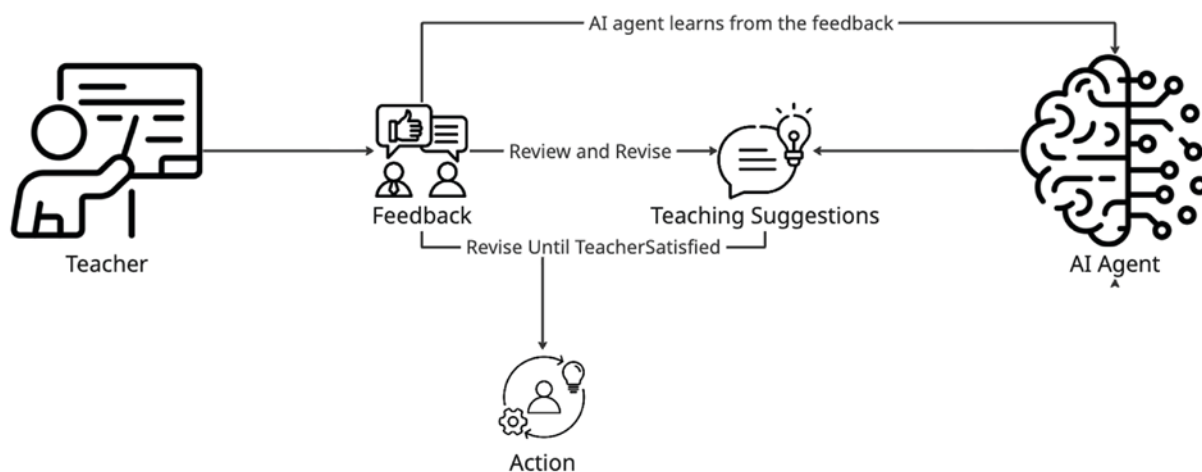 AI agent learns from the feedback
Review and Revise
Feedback
Teaching Suggestions
Revise Until TeacherSatisfied
Teacher
AI Agent
Action